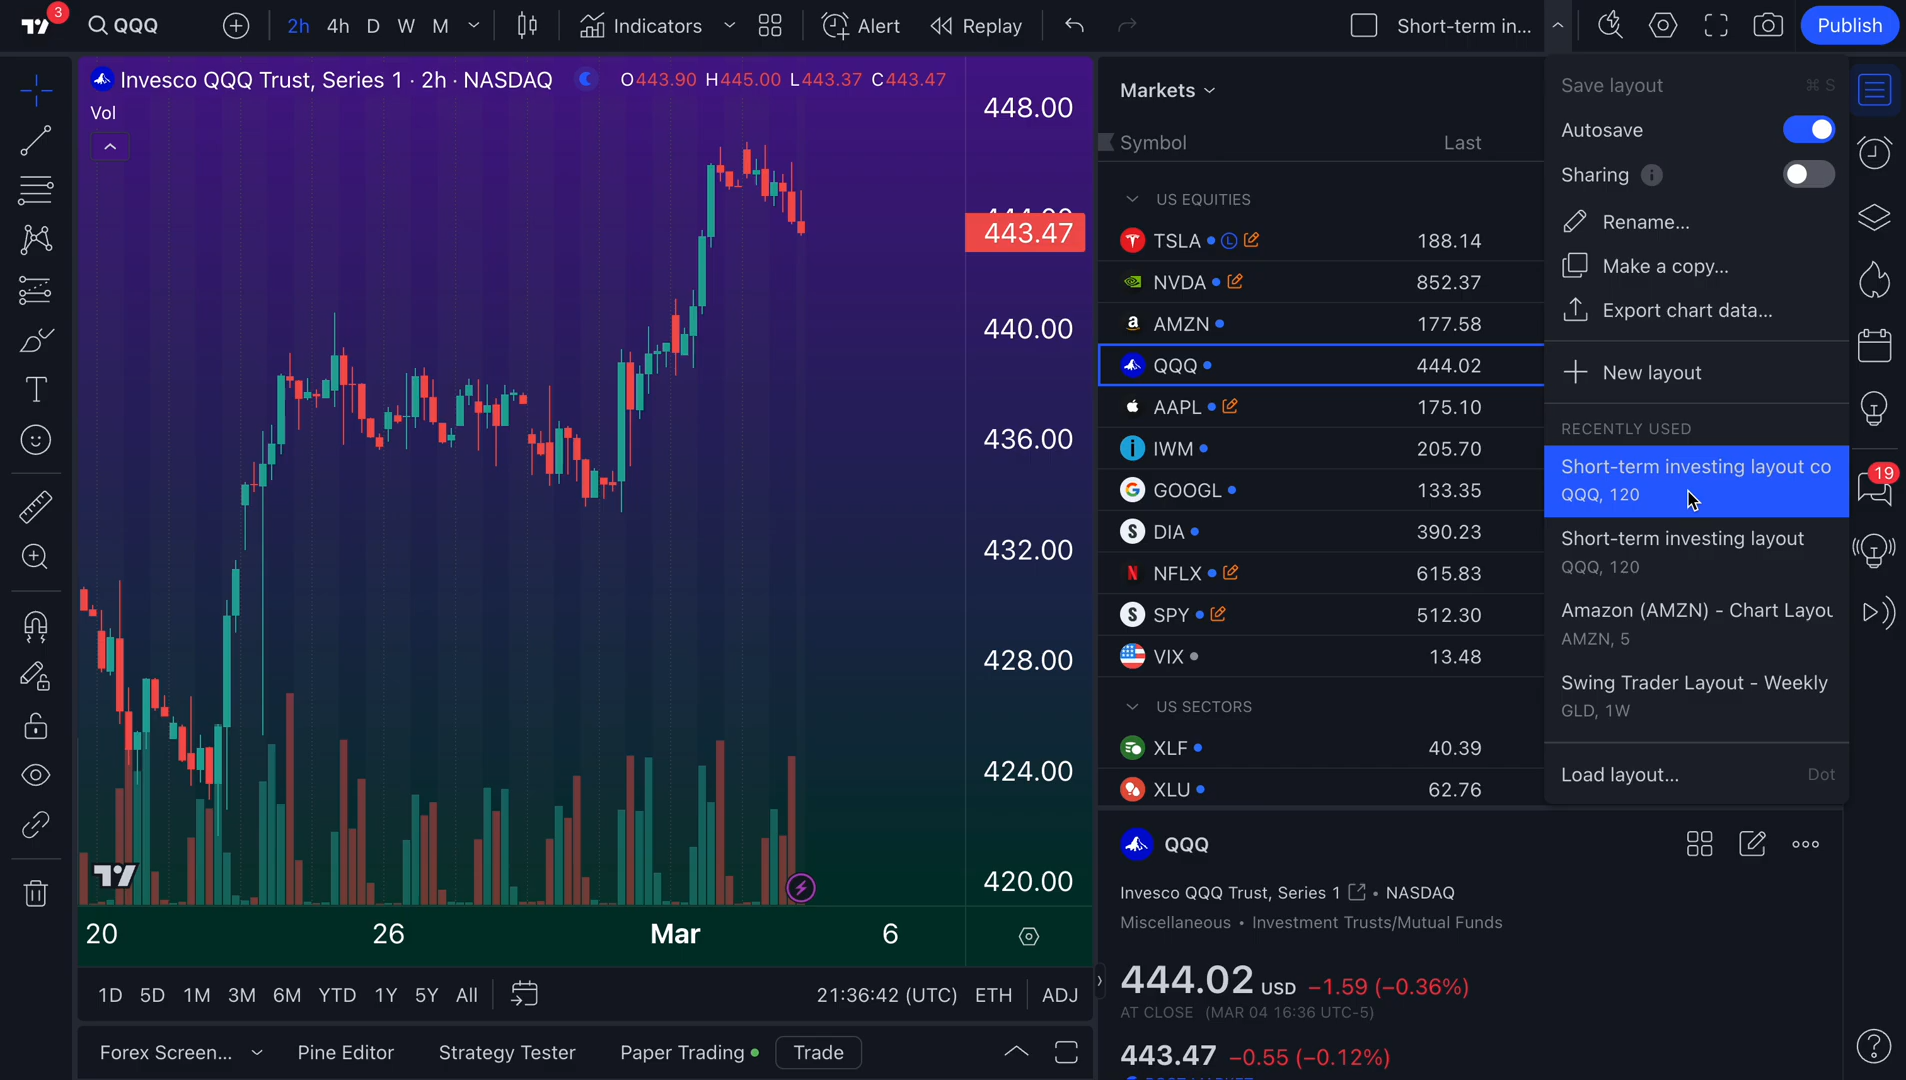 3
QQQ
2h
4h
D
W
M
Indicators
Alert
Replay
Short-term in...
Publish
Invesco QQQ Trust, Series 1 · 2h · NASDAQ
O443.90 H445.00 L443.37 C443.47
Vol
448.00
443.47
440.00
436.00
432.00
428.00
424.00
420.00
20
26
Mar
6
1D
5D
1M
3M
6M
YTD
1Y
5Y
All
21:36:42 (UTC)
ETH
ADJ
Forex Screen...
Pine Editor
Strategy Tester
Paper Trading
Trade
Markets
Symbol
Last
US EQUITIES
TSLA L 188.14
NVDA 852.37
AMZN 177.58
QQQ 444.02
AAPL 175.10
IWM 205.70
GOOGL 133.35
DIA 390.23
NFLX 615.83
SPY 512.30
VIX 13.48
US SECTORS
XLF 40.39
XLU 62.76
QQQ
Invesco QQQ Trust, Series 1 • NASDAQ
Miscellaneous • Investment Trusts/Mutual Funds
444.02 USD −1.59 (−0.36%)
AT CLOSE (MAR 04 16:36 UTC-5)
443.47 −0.55 (−0.12%)
Save layout ⌘ S
Autosave
Sharing
Rename...
Make a copy...
Export chart data...
New layout
RECENTLY USED
Short-term investing layout co
QQQ, 120
Short-term investing layout
QQQ, 120
Amazon (AMZN) - Chart Layou
AMZN, 5
Swing Trader Layout - Weekly
GLD, 1W
Load layout... Dot
19